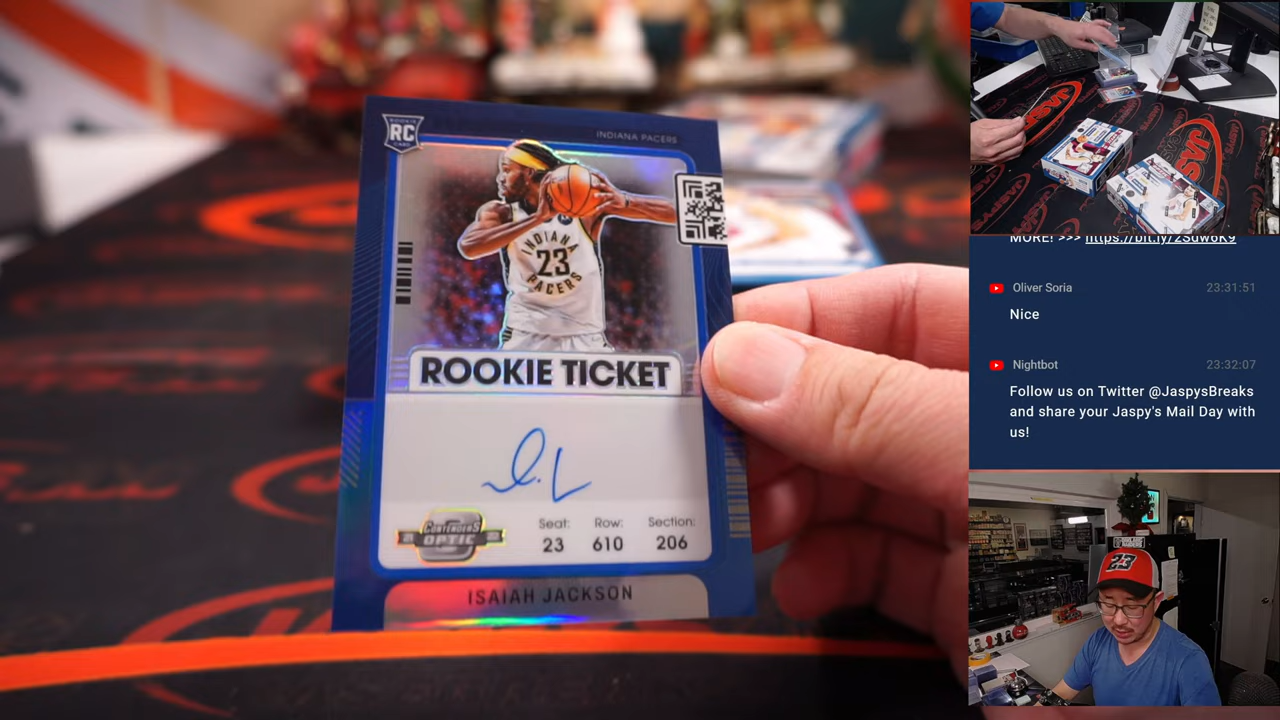 ROOKIE
RC
CARD
INDIANA PACERS
INDIANA
23
PACERS
ROOKIE TICKET
CONTENDERS
OPTIC
Seat: Row: Section:
23 610 206
ISAIAH JACKSON
JASPY'S
MORE! >>> https://bit.ly/2Sdw6K9
Oliver Soria 23:31:51
Nice
Nightbot 23:32:07
Follow us on Twitter @JaspysBreaks
and share your Jaspy's Mail Day with
us!
23